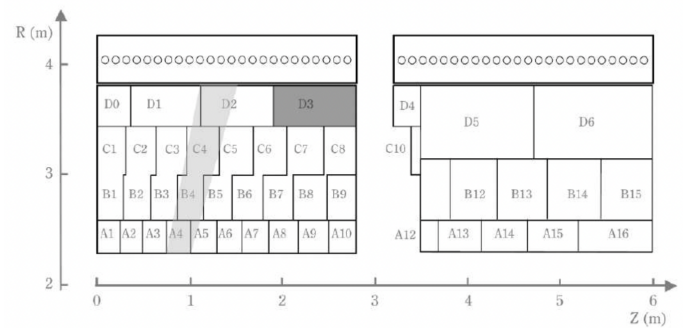 R (m)
4
D0 D1 D2 D3 D4 D5 D6
C1 C2 C3 C4 C5 C6 C7 C8 C10
3
B1 B2 B3 B4 B5 B6 B7 B8 B9 B12 B13 B14 B15
A1 A2 A3 A4 A5 A6 A7 A8 A9 A10 A12 A13 A14 A15 A16
2
0 1 2 3 4 5 6
Z (m)